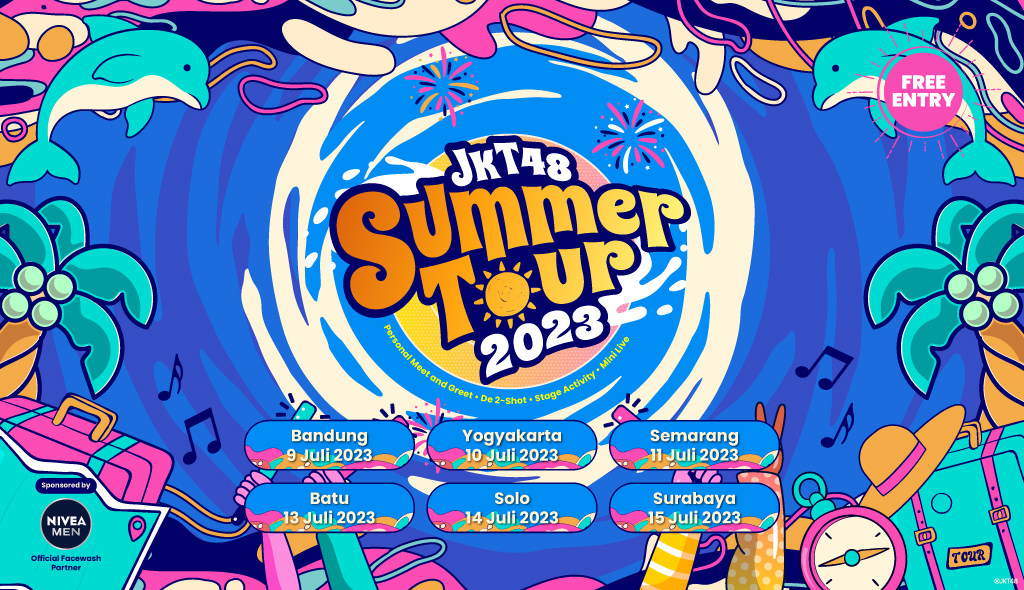 FREE
ENTRY
JKT48
Summer
Tour
2023
Personal Meet and Greet • De 2-Shot • Stage Activity • Mini Live
Bandung
9 Juli 2023
Yogyakarta
10 Juli 2023
Semarang
11 Juli 2023
Batu
13 Juli 2023
Solo
14 Juli 2023
Surabaya
15 Juli 2023
Sponsored by
NIVEA
MEN
Official Facewash
Partner
TOUR
©JKT48